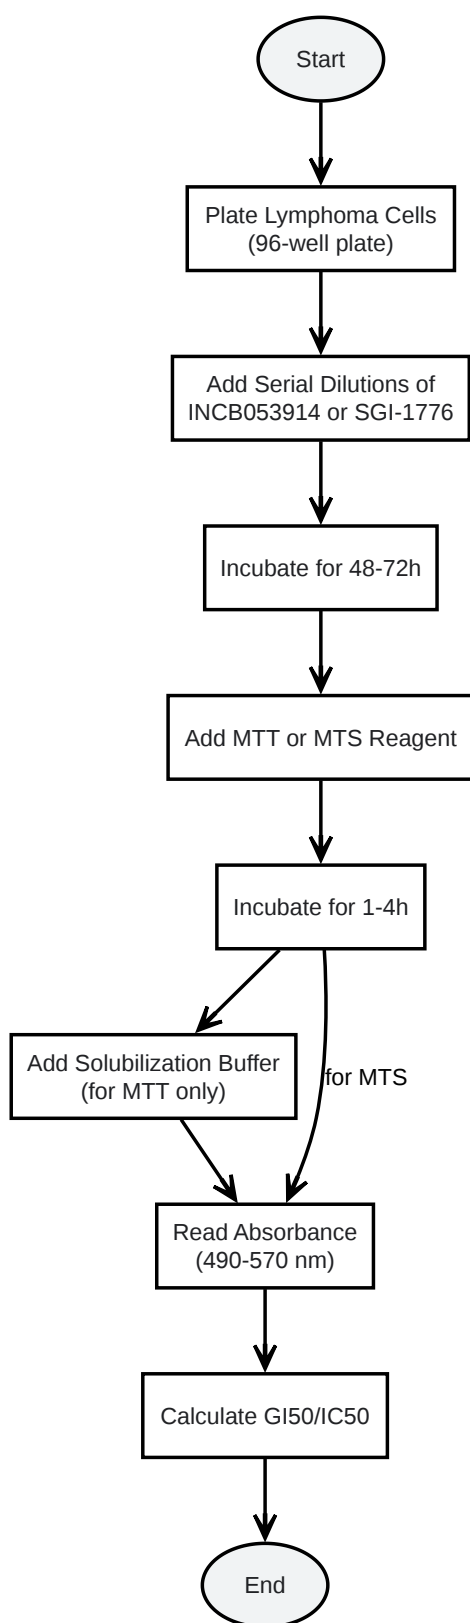 Start
Plate Lymphoma Cells
(96-well plate)
Add Serial Dilutions of
INCB053914 or SGI-1776
Incubate for 48-72h
Add MTT or MTS Reagent
Incubate for 1-4h
Add Solubilization Buffer
(for MTT only)
for MTS
Read Absorbance
(490-570 nm)
Calculate GI50/IC50
End